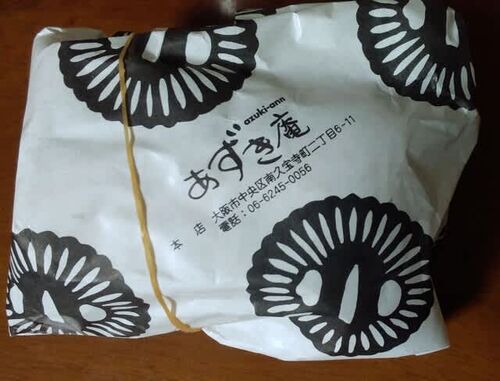 azuki-ann
あずき庵
本店 大阪市中央区南久宝寺町二丁目6-11
電話：06-6245-0056